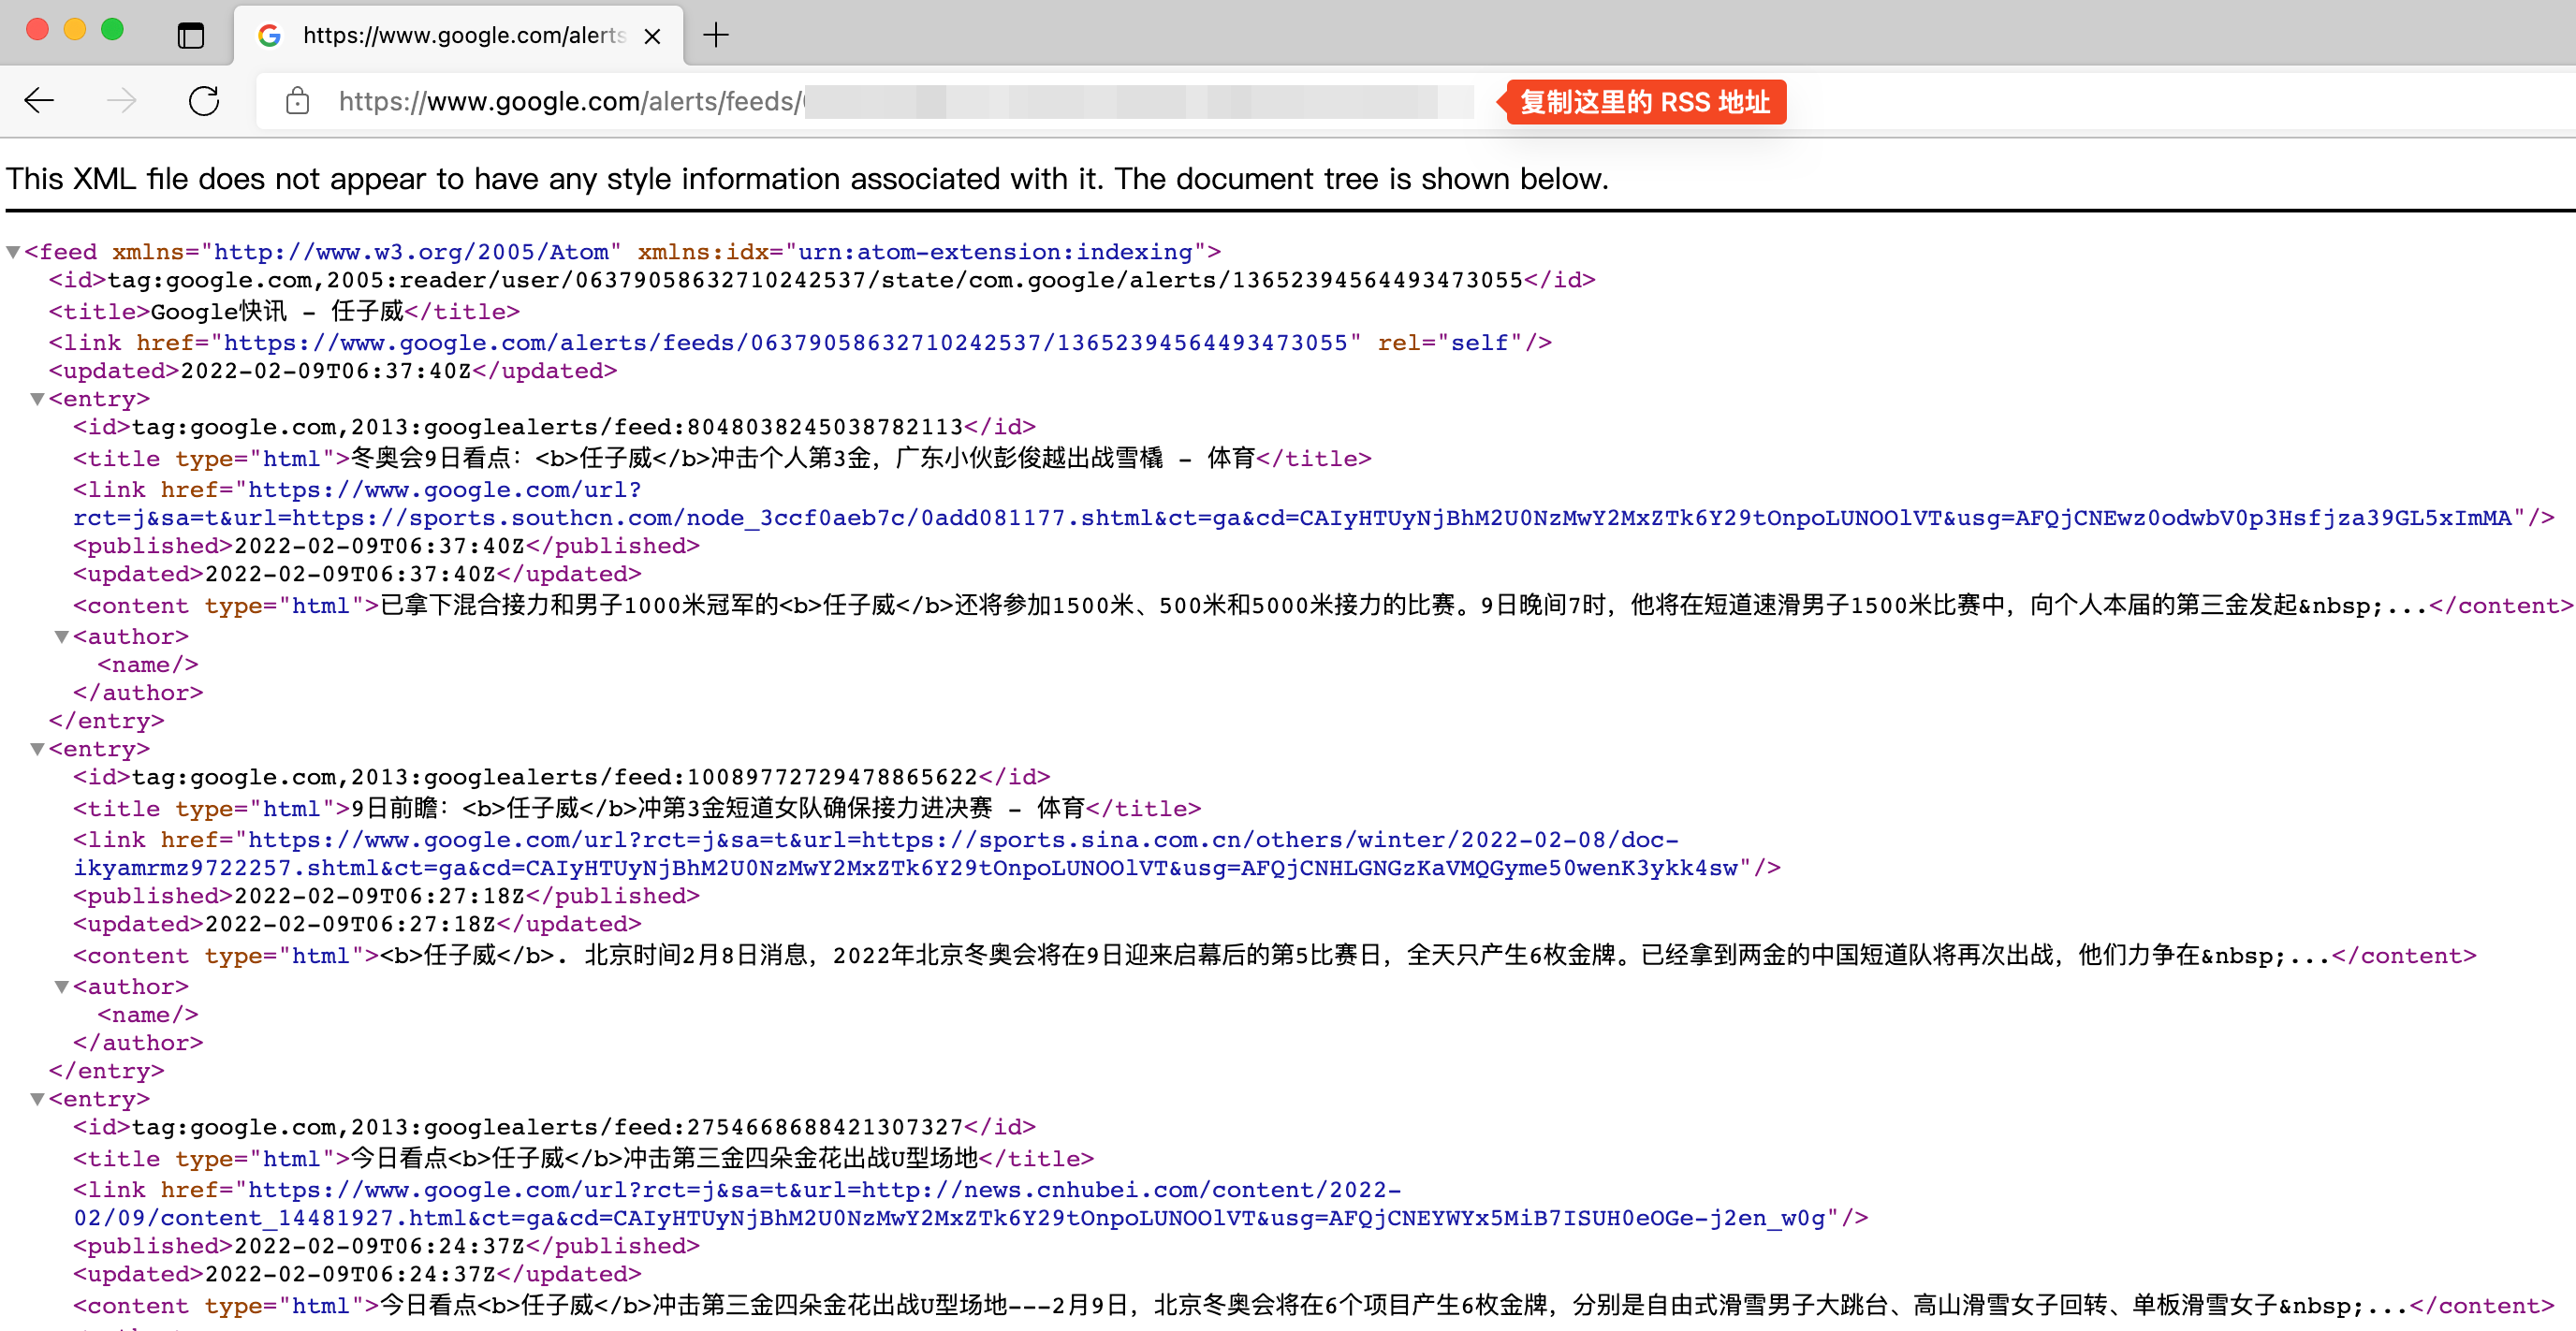 https://www.google.com/alerts
https://www.google.com/alerts/feeds/
复制这里的 RSS 地址
This XML file does not appear to have any style information associated with it. The document tree is shown below.
<feed xmlns="http://www.w3.org/2005/Atom" xmlns:idx="urn:atom-extension:indexing">
<id>tag:google.com,2005:reader/user/06379058632710242537/state/com.google/alerts/13652394564493473055</id>
<title>Google快讯 - 任子威</title>
<link href="https://www.google.com/alerts/feeds/06379058632710242537/13652394564493473055" rel="self"/>
<updated>2022-02-09T06:37:40Z</updated>
<entry>
<id>tag:google.com,2013:googlealerts/feed:8048038245038782113</id>
<title type="html">冬奥会9日看点：<b>任子威</b>冲击个人第3金，广东小伙彭俊越出战雪橇 - 体育</title>
<link href="https://www.google.com/url?
rct=j&sa=t&url=https://sports.southcn.com/node_3ccf0aeb7c/0add081177.shtml&ct=ga&cd=CAIyHTUyNjBhM2U0NzMwY2MxZTk6Y29tOnpoLUNOOlVT&usg=AFQjCNEwz0odwbV0p3Hsfjza39GL5xImMA"/>
<published>2022-02-09T06:37:40Z</published>
<updated>2022-02-09T06:37:40Z</updated>
<content type="html">已拿下混合接力和男子1000米冠军的<b>任子威</b>还将参加1500米、500米和5000米接力的比赛。9日晚间7时，他将在短道速滑男子1500米比赛中，向个人本届的第三金发起&nbsp;...</content>
<author>
<name/>
</author>
</entry>
<entry>
<id>tag:google.com,2013:googlealerts/feed:10089772729478865622</id>
<title type="html">9日前瞻：<b>任子威</b>冲第3金短道女队确保接力进决赛 - 体育</title>
<link href="https://www.google.com/url?rct=j&sa=t&url=https://sports.sina.com.cn/others/winter/2022-02-08/doc-
ikyamrmz9722257.shtml&ct=ga&cd=CAIyHTUyNjBhM2U0NzMwY2MxZTk6Y29tOnpoLUNOOlVT&usg=AFQjCNHLGNGzKaVMQGyme50wenK3ykk4sw"/>
<published>2022-02-09T06:27:18Z</published>
<updated>2022-02-09T06:27:18Z</updated>
<content type="html"><b>任子威</b>. 北京时间2月8日消息，2022年北京冬奥会将在9日迎来启幕后的第5比赛日，全天只产生6枚金牌。已经拿到两金的中国短道队将再次出战，他们力争在&nbsp;...</content>
<author>
<name/>
</author>
</entry>
<entry>
<id>tag:google.com,2013:googlealerts/feed:2754668688421307327</id>
<title type="html">今日看点<b>任子威</b>冲击第三金四朵金花出战U型场地</title>
<link href="https://www.google.com/url?rct=j&sa=t&url=http://news.cnhubei.com/content/2022-
02/09/content_14481927.html&ct=ga&cd=CAIyHTUyNjBhM2U0NzMwY2MxZTk6Y29tOnpoLUNOOlVT&usg=AFQjCNEYWYx5MiB7ISUH0eOGe-j2en_w0g"/>
<published>2022-02-09T06:24:37Z</published>
<updated>2022-02-09T06:24:37Z</updated>
<content type="html">今日看点<b>任子威</b>冲击第三金四朵金花出战U型场地---2月9日，北京冬奥会将在6个项目产生6枚金牌，分别是自由式滑雪男子大跳台、高山滑雪女子回转、单板滑雪女子&nbsp;...</content>